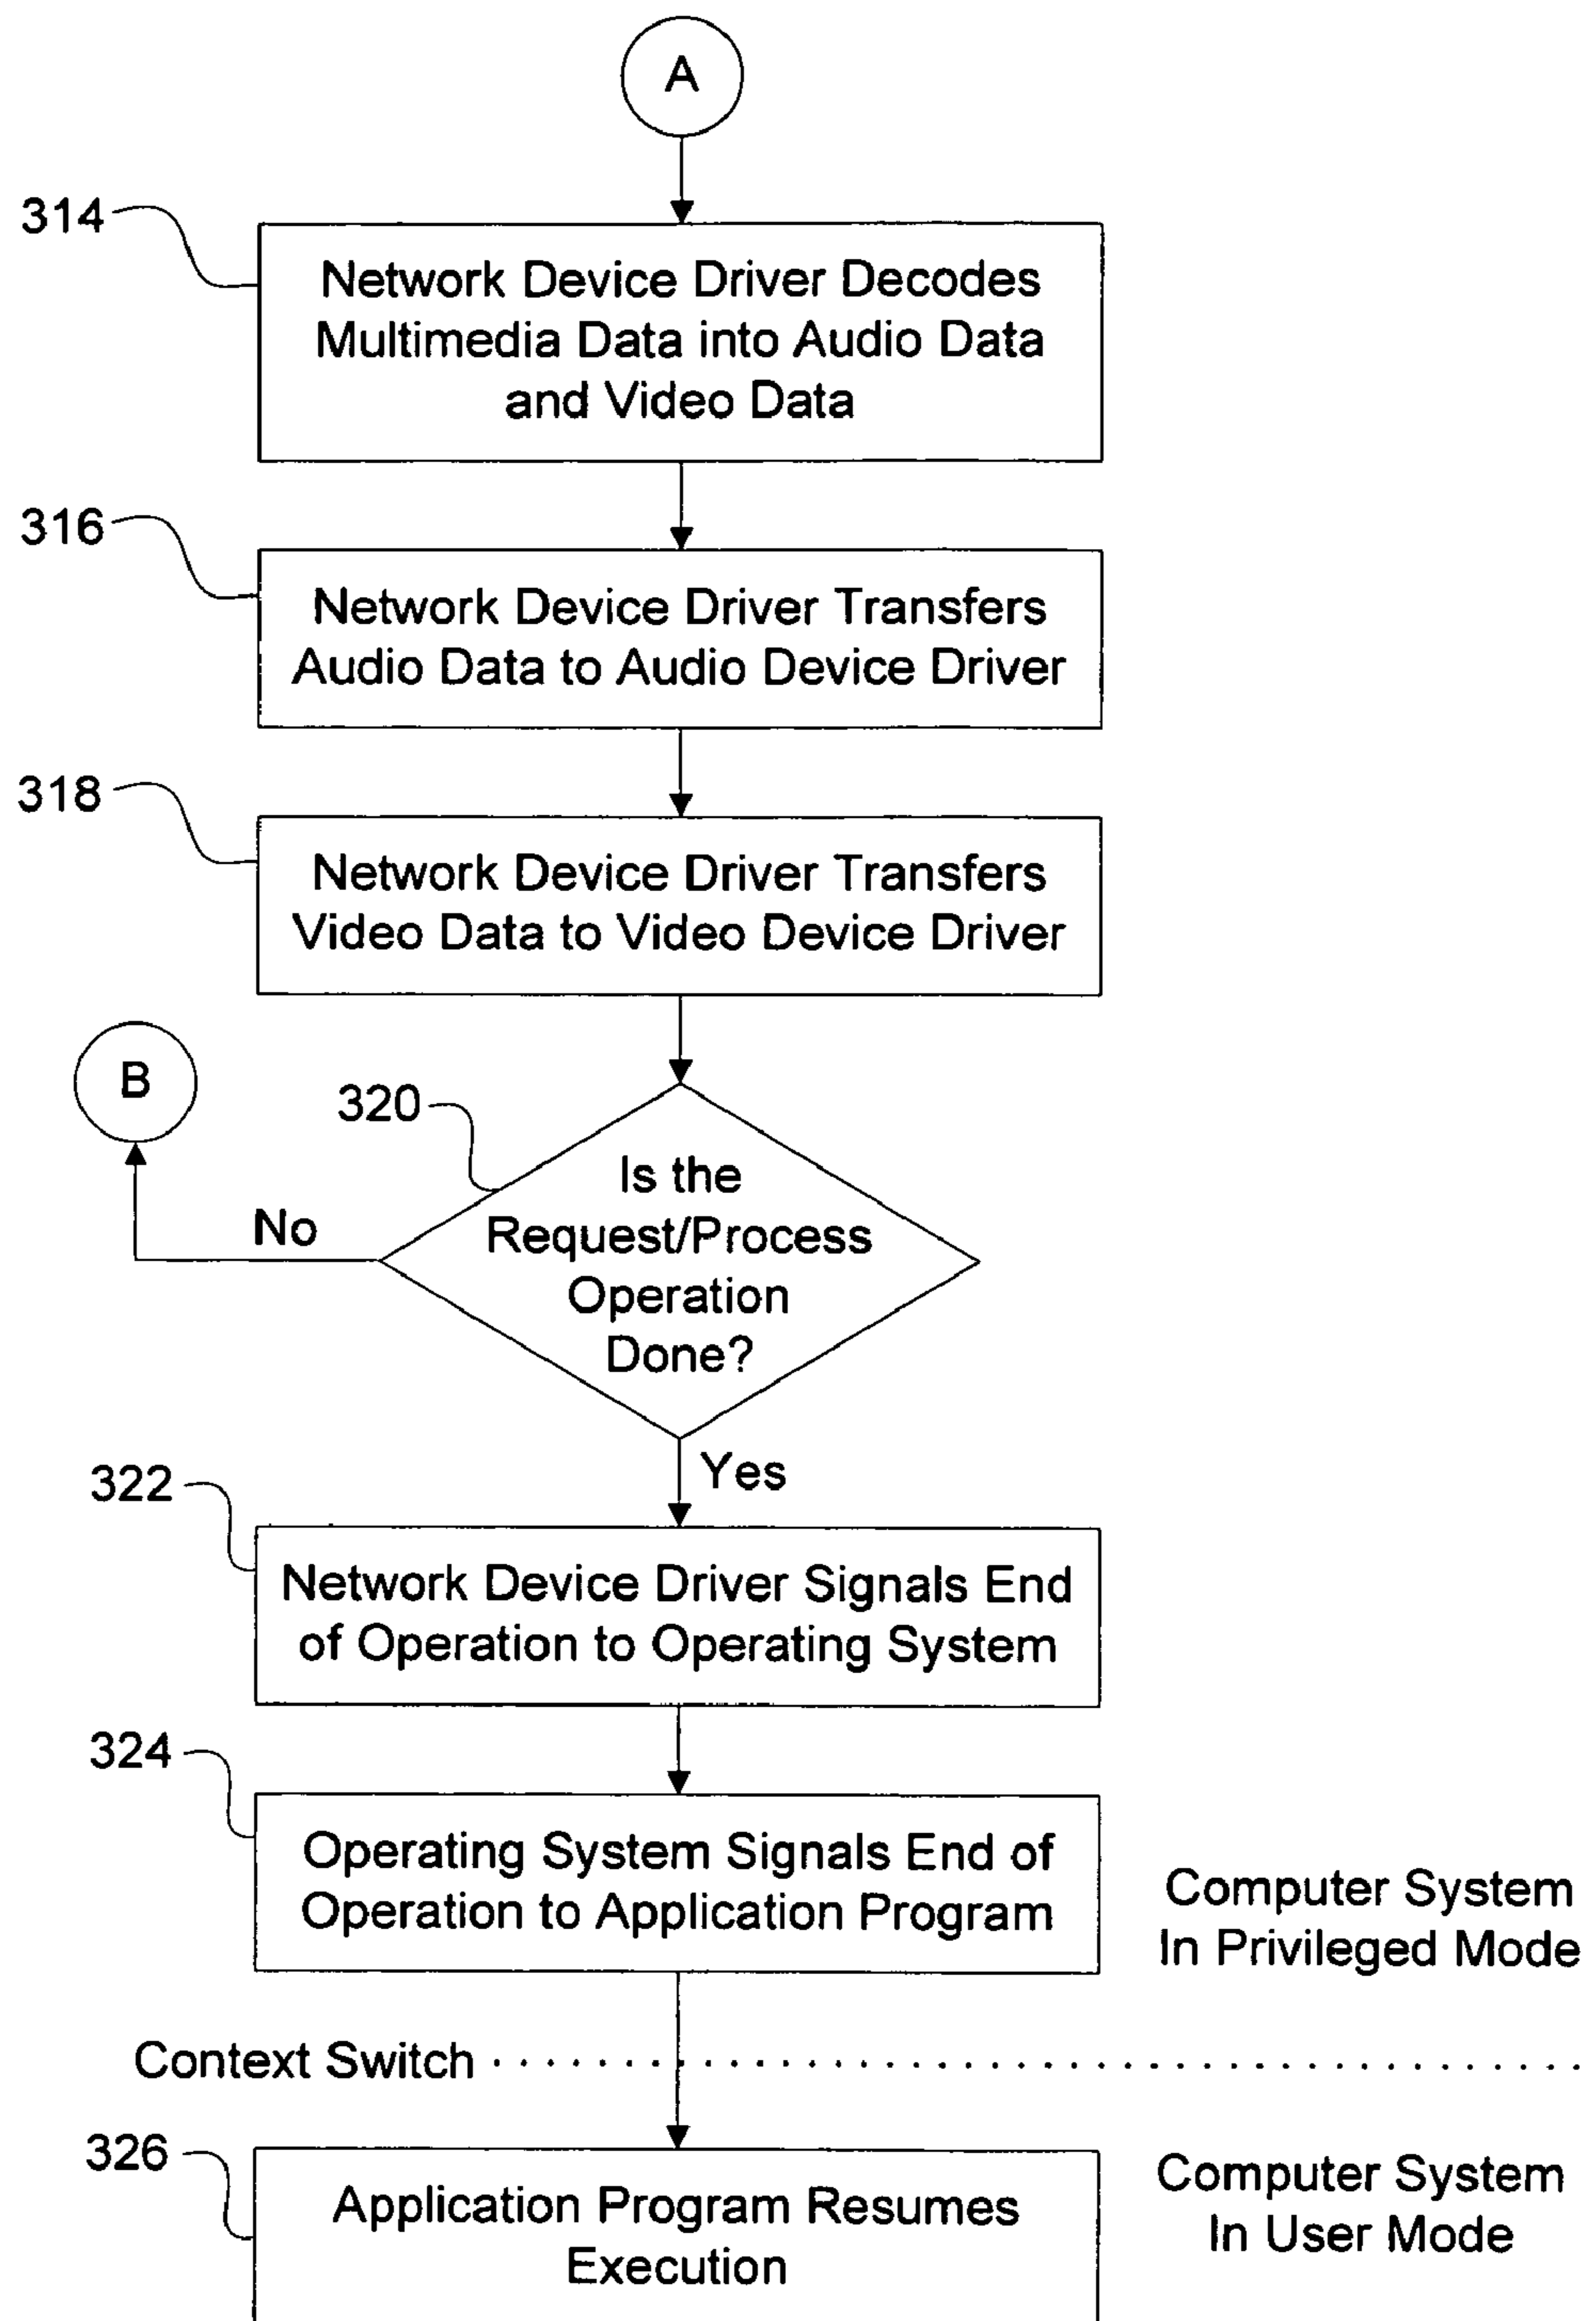 A
314
Network Device Driver Decodes
Multimedia Data into Audio Data
and Video Data
316
Network Device Driver Transfers
Audio Data to Audio Device Driver
318
Network Device Driver Transfers
Video Data to Video Device Driver
B
320
Is the
Request/Process
Operation
Done?
No
Yes
322
Network Device Driver Signals End
of Operation to Operating System
324
Operating System Signals End of
Operation to Application Program
Computer System
In Privileged Mode
Context Switch
326
Application Program Resumes
Execution
Computer System
In User Mode